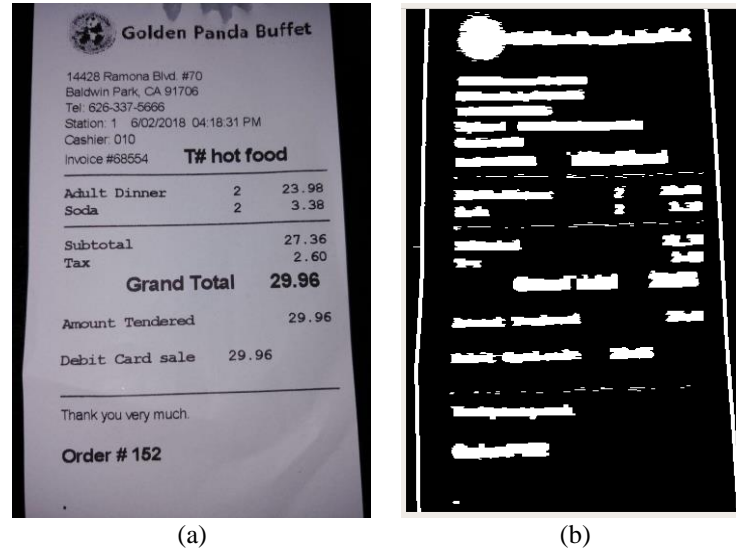 Golden Panda Buffet
14428 Ramona Blvd. #70
Baldwin Park, CA 91706
Tel: 626-337-5666
Station: 1 6/02/2018 04:18:31 PM
Cashier: 010
Invoice #68554 T# hot food
Adult Dinner 2 23.98
Soda 2 3.38
Subtotal 27.36
Tax 2.60
Grand Total 29.96
Amount Tendered 29.96
Debit Card sale 29.96
Thank you very much.
Order # 152
(a) (b)